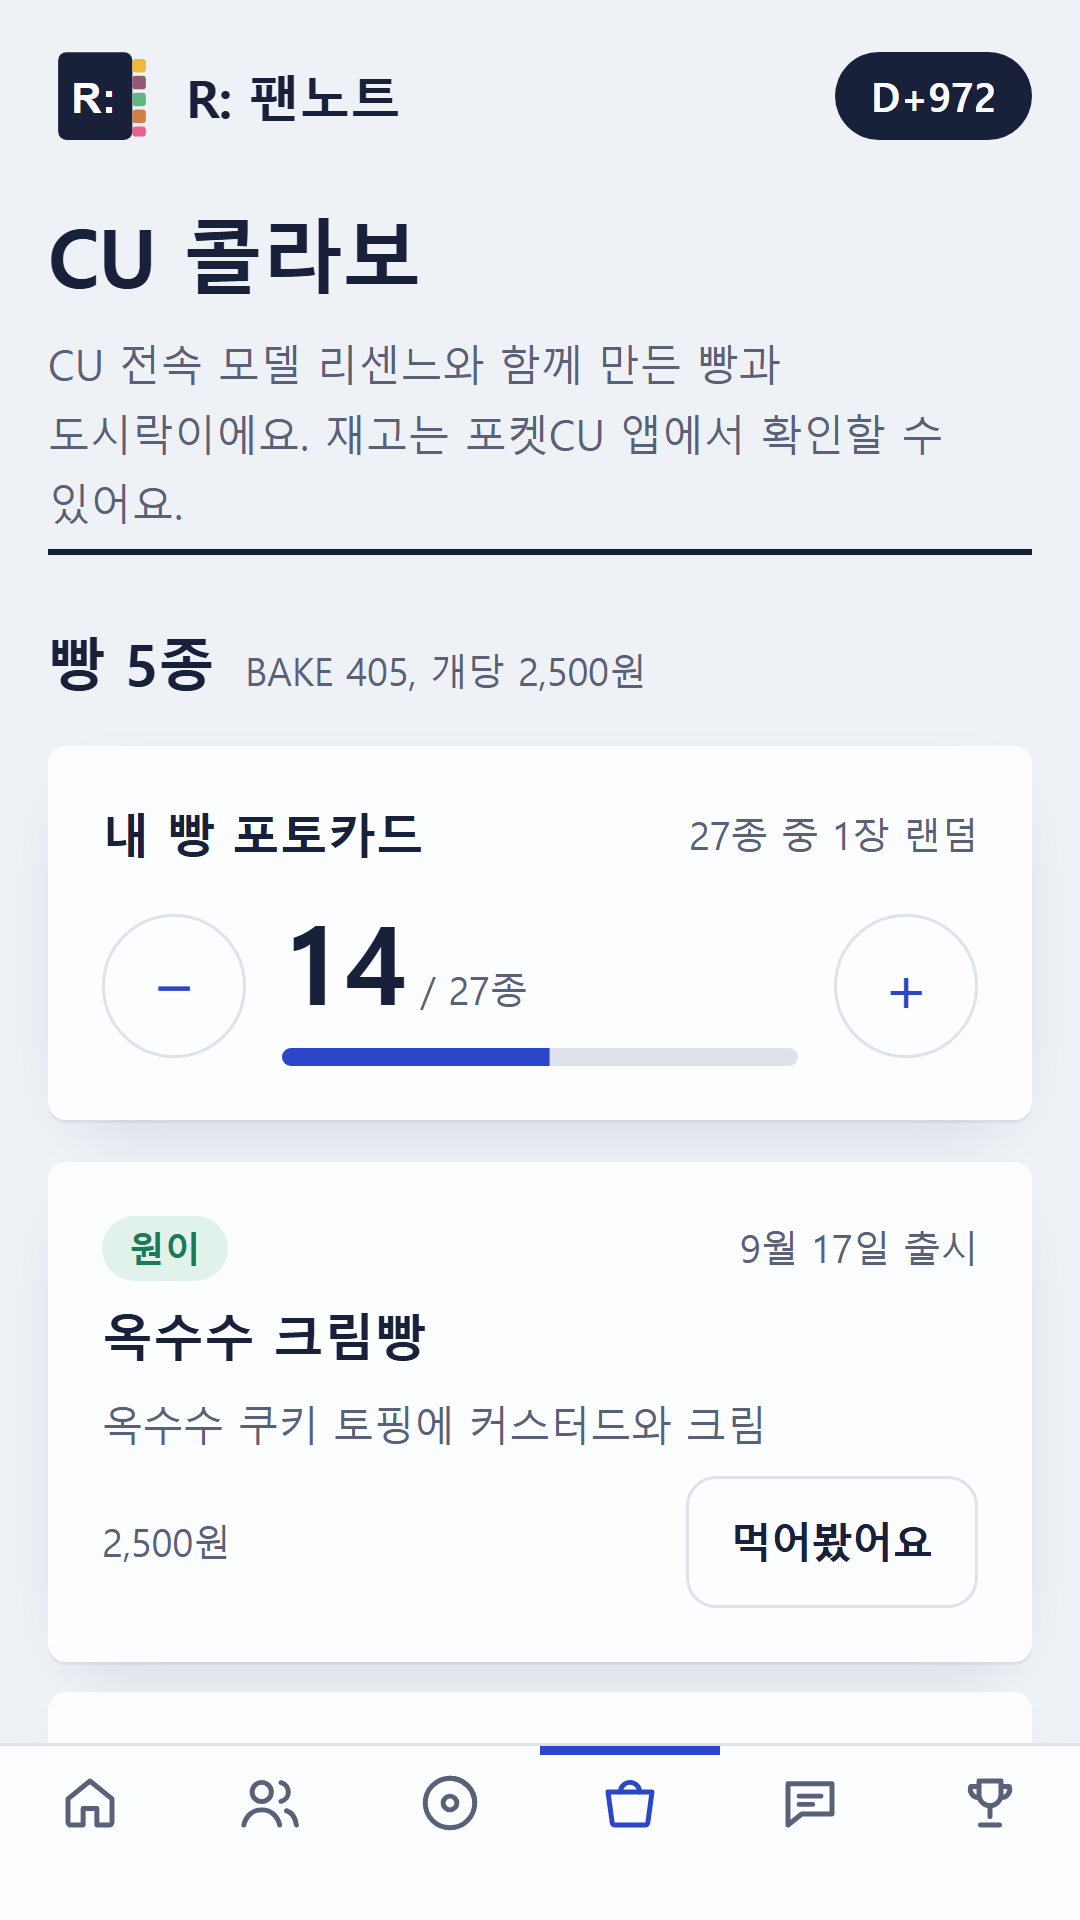 R: R: 팬노트
D+972
CU 콜라보
CU 전속 모델 리센느와 함께 만든 빵과
도시락이에요. 재고는 포켓CU 앱에서 확인할 수
있어요.
빵 5종 BAKE 405, 개당 2,500원
내 빵 포토카드 27종 중 1장 랜덤
− 14 / 27종 +
원이 9월 17일 출시
옥수수 크림빵
옥수수 쿠키 토핑에 커스터드와 크림
2,500원 먹어봤어요